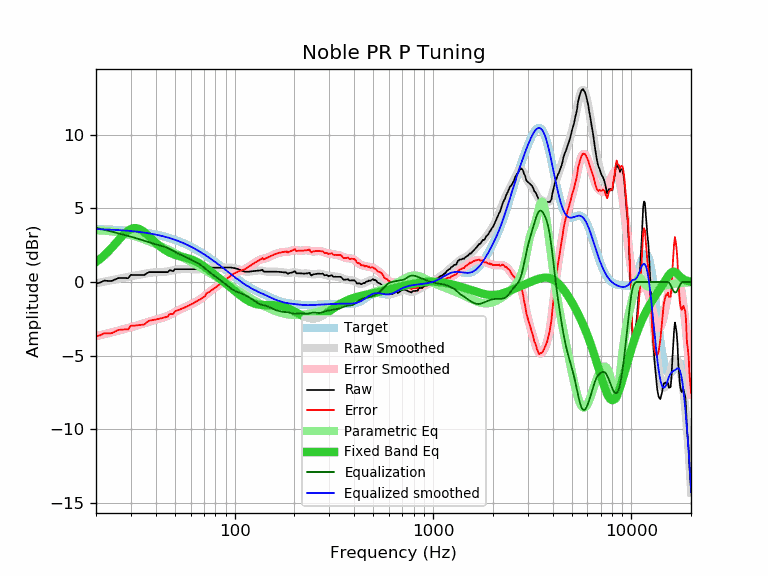 Noble PR P Tuning
Amplitude (dBr)
10
5
0
−5
−10
−15
Target
Raw Smoothed
Error Smoothed
Raw
Error
Parametric Eq
Fixed Band Eq
Equalization
Equalized smoothed
100
1000
10000
Frequency (Hz)